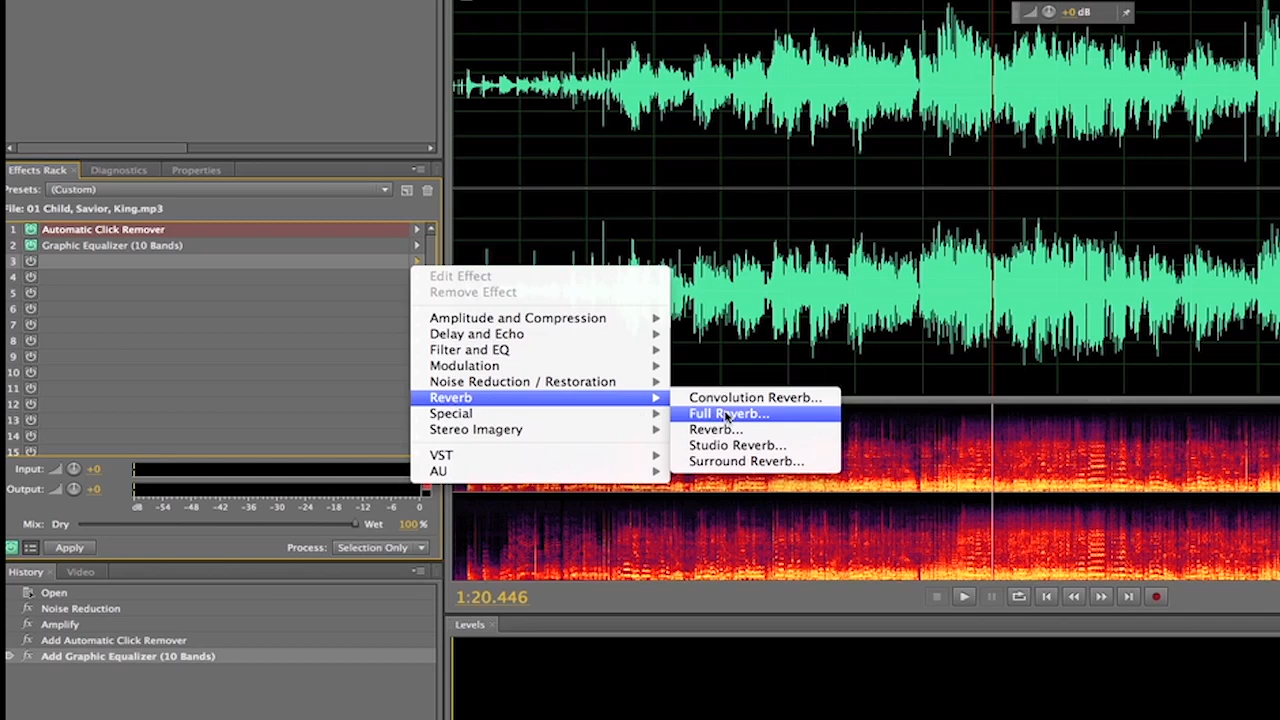 +0 dB
Effects Rack × Diagnostics Properties
Presets: (Custom)
File: 01 Child, Savior, King.mp3
1 Automatic Click Remover
2 Graphic Equalizer (10 Bands)
3
4
5
6
7
8
9
10
11
12
13
14
15
Edit Effect
Remove Effect
Amplitude and Compression
Delay and Echo
Filter and EQ
Modulation
Noise Reduction / Restoration
Reverb
Special
Stereo Imagery
VST
AU
Convolution Reverb...
Full Reverb...
Reverb...
Studio Reverb...
Surround Reverb...
Input: +0
Output: +0
dB -54 -48 -42 -36 -30 -24 -18 -12 -6 0
Mix: Dry Wet 100 %
Apply Process: Selection Only
History × Video
Open
fx Noise Reduction
fx Amplify
fx Add Automatic Click Remover
fx Add Graphic Equalizer (10 Bands)
1:20.446
Levels ×